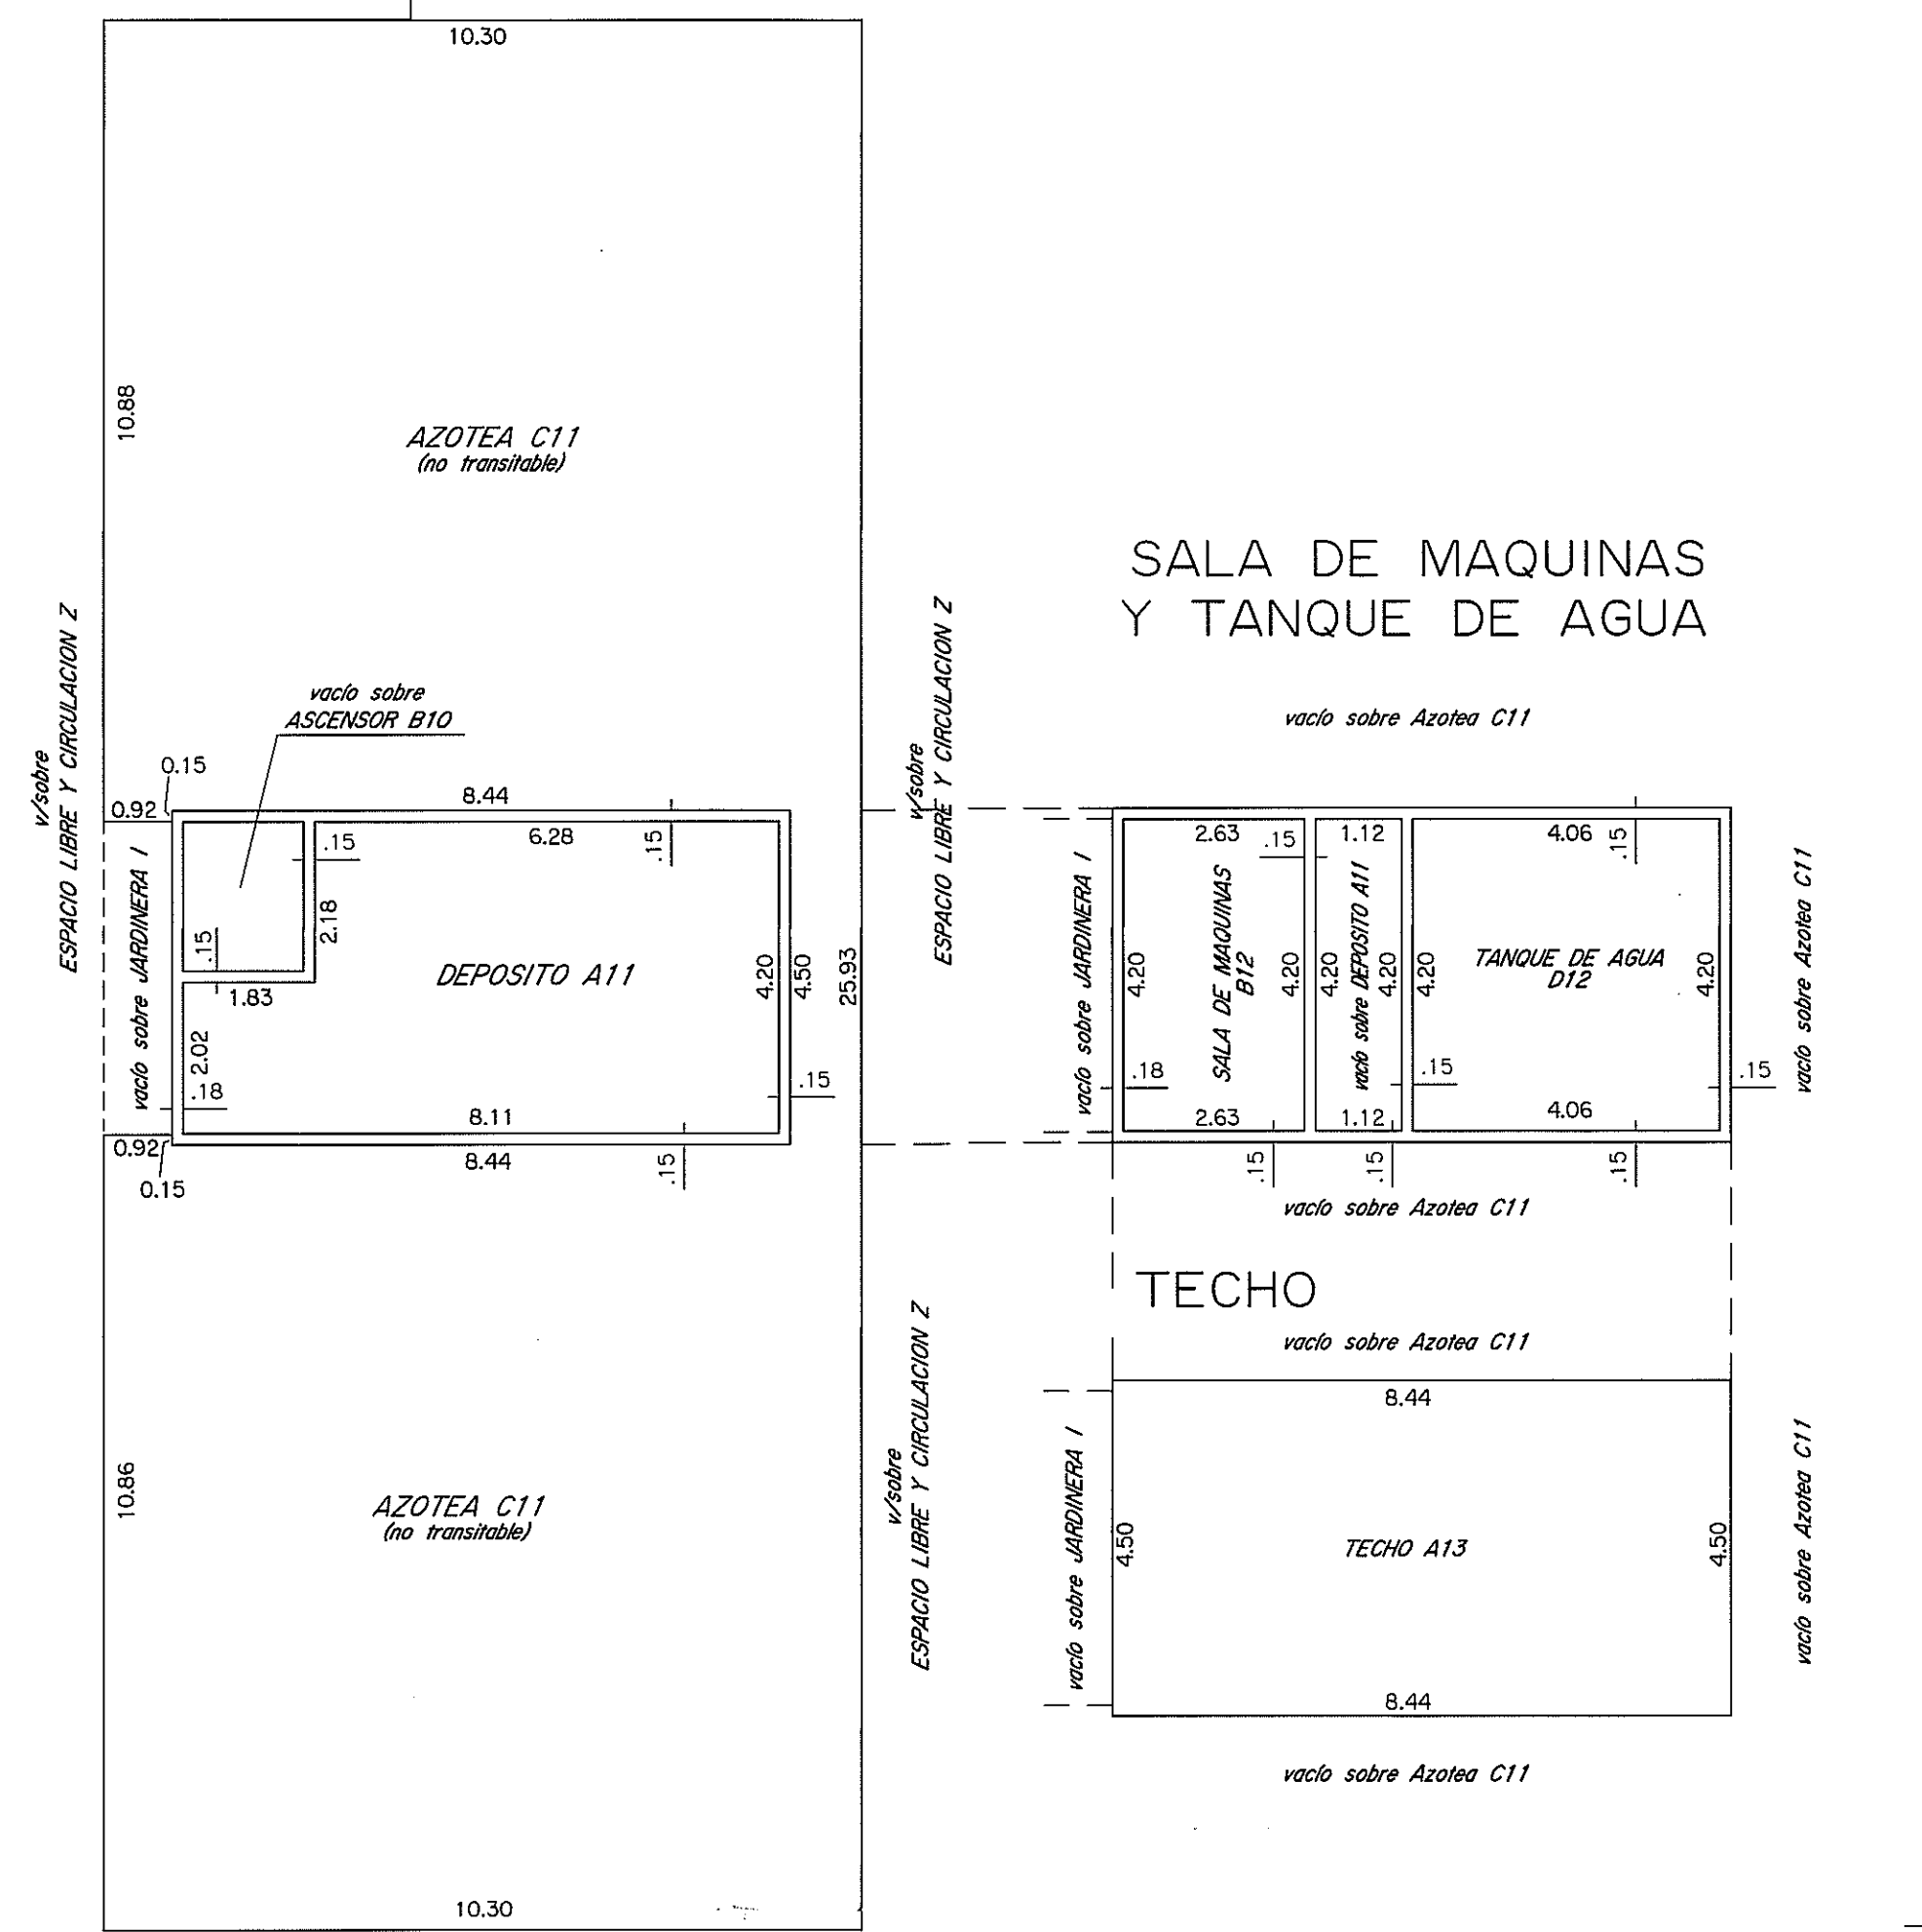 10.30
10.88
AZOTEA C11
(no transitable)
v/sobre
ESPACIO LIBRE Y CIRCULACION Z
v/sobre
ESPACIO LIBRE Y CIRCULACION Z
vacío sobre
ASCENSOR B10
0.15
0.92
8.44
6.28
.15
.15
2.18
.15
1.83
vacío sobre JARDINERA I
DEPOSITO A11
4.20
4.50
25.93
2.02
.18
.15
8.11
0.92
8.44
.15
0.15
10.86
AZOTEA C11
(no transitable)
v/sobre
ESPACIO LIBRE Y CIRCULACION Z
10.30
SALA DE MAQUINAS
Y TANQUE DE AGUA
vacío sobre Azotea C11
vacío sobre JARDINERA I
2.63
.15
1.12
4.06
.15
4.20
SALA DE MAQUINAS
B12
4.20
4.20
vacío sobre DEPOSITO A11
4.20
4.20
TANQUE DE AGUA
D12
4.20
vacío sobre Azotea C11
.18
.15
.15
2.63
1.12
4.06
.15
.15
.15
vacío sobre Azotea C11
TECHO
vacío sobre Azotea C11
8.44
vacío sobre JARDINERA I
4.50
TECHO A13
4.50
vacío sobre Azotea C11
8.44
vacío sobre Azotea C11